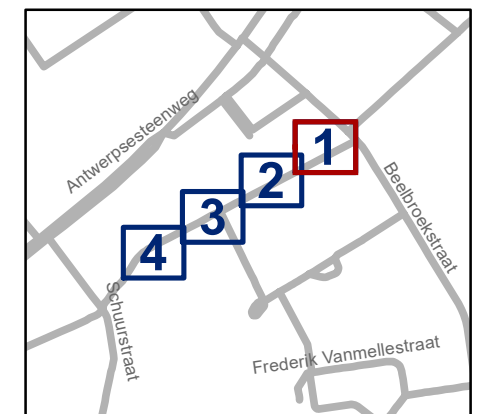 Antwerpsesteenweg
1
2
Beelbroekstraat
3
4
Schuurstraat
Frederik Vanmellestraat